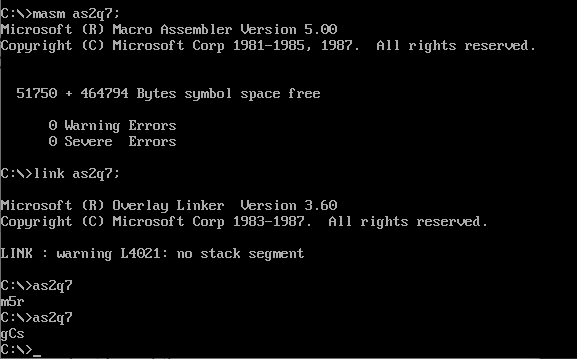 C:\>masm as2q7;
Microsoft (R) Macro Assembler Version 5.00
Copyright (C) Microsoft Corp 1981-1985, 1987.  All rights reserved.
51750 + 464794 Bytes symbol space free
0 Warning Errors
0 Severe  Errors
C:\>link as2q7;
Microsoft (R) Overlay Linker  Version 3.60
Copyright (C) Microsoft Corp 1983-1987.  All rights reserved.
LINK : warning L4021: no stack segment
C:\>as2q7
m5r
C:\>as2q7
gCs
C:\>_